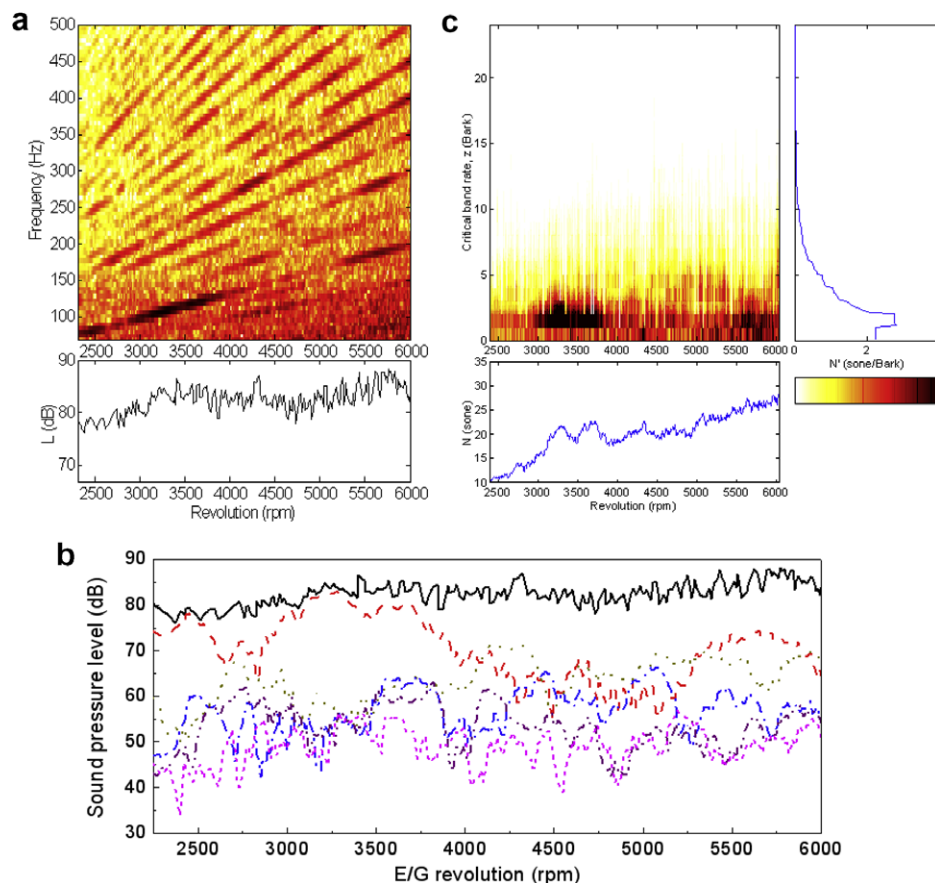 a
500
450
400
350
300
250
200
150
100
Frequency (Hz)
2500 3000 3500 4000 4500 5000 5500 6000
90
80
70
L (dB)
2500 3000 3500 4000 4500 5000 5500 6000
Revolution (rpm)
c
20
15
10
5
0
Critical band rate, z (Bark)
2500 3000 3500 4000 4500 5000 5500 6000
0 2
N' (sone/Bark)
35
30
25
20
15
10
N (sone)
2500 3000 3500 4000 4500 5000 5500 6000
Revolution (rpm)
b
90
80
70
60
50
40
30
Sound pressure level (dB)
2500 3000 3500 4000 4500 5000 5500 6000
E/G revolution (rpm)